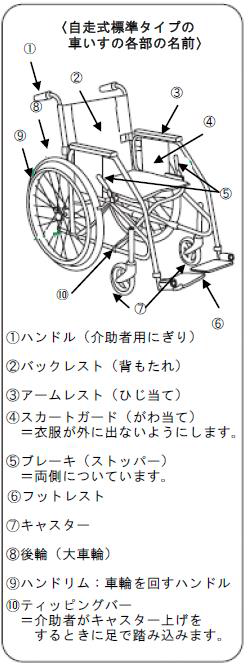 〈自走式標準タイプの
車いすの各部の名前〉
①
②
③
⑧
④
⑨
⑤
⑩
⑦
⑥
①ハンドル（介助者用にぎり）
②バックレスト（背もたれ）
③アームレスト（ひじ当て）
④スカートガード（がわ当て）
＝衣服が外に出ないようにします。
⑤ブレーキ（ストッパー）
＝両側についています。
⑥フットレスト
⑦キャスター
⑧後輪（大車輪）
⑨ハンドリム：車輪を回すハンドル
⑩ティッピングバー
＝介助者がキャスター上げを
するときに足で踏み込みます。